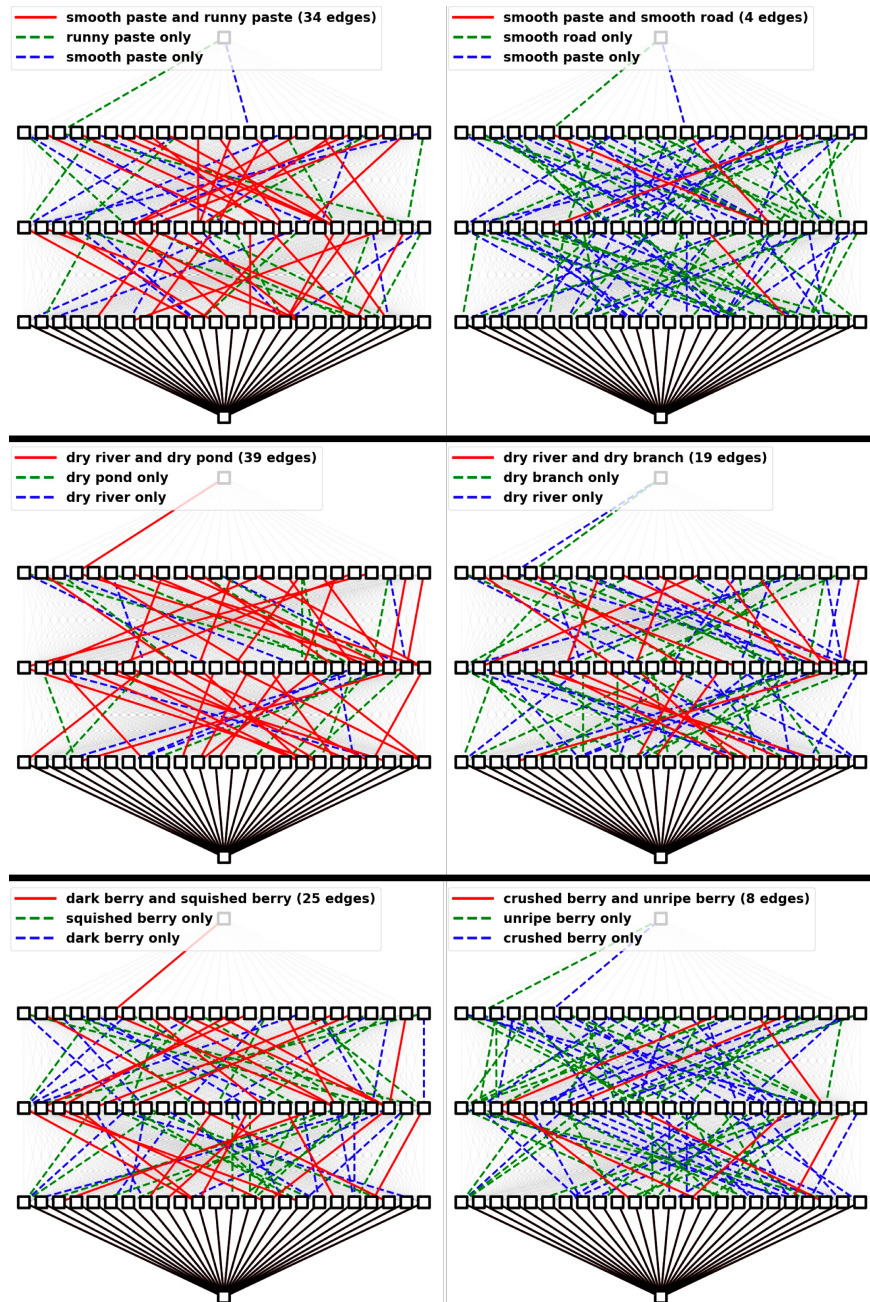 smooth paste and runny paste (34 edges)
runny paste only
smooth paste only
smooth paste and smooth road (4 edges)
smooth road only
smooth paste only
dry river and dry pond (39 edges)
dry pond only
dry river only
dry river and dry branch (19 edges)
dry branch only
dry river only
dark berry and squished berry (25 edges)
squished berry only
dark berry only
crushed berry and unripe berry (8 edges)
unripe berry only
crushed berry only